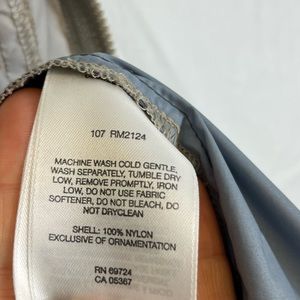 107 RM2124
MACHINE WASH COLD GENTLE,
WASH SEPARATELY, TUMBLE DRY
LOW, REMOVE PROMPTLY, IRON
LOW, DO NOT USE FABRIC
SOFTENER, DO NOT BLEACH, DO
NOT DRYCLEAN
SHELL: 100% NYLON
EXCLUSIVE OF ORNAMENTATION
RN 69724
CA 05367